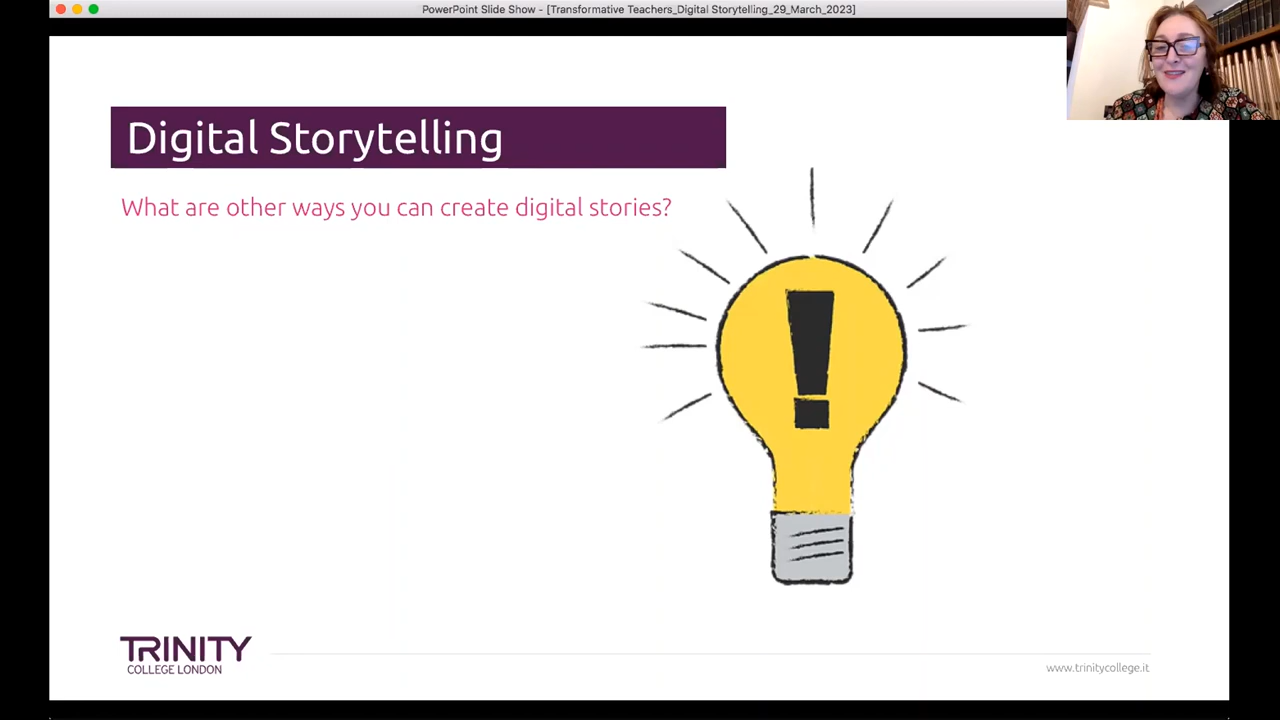 PowerPoint Slide Show - [Transformative Teachers_Digital Storytelling_29_March_2023]
Digital Storytelling
What are other ways you can create digital stories?
!
TRINITY
COLLEGE LONDON
www.trinitycollege.it